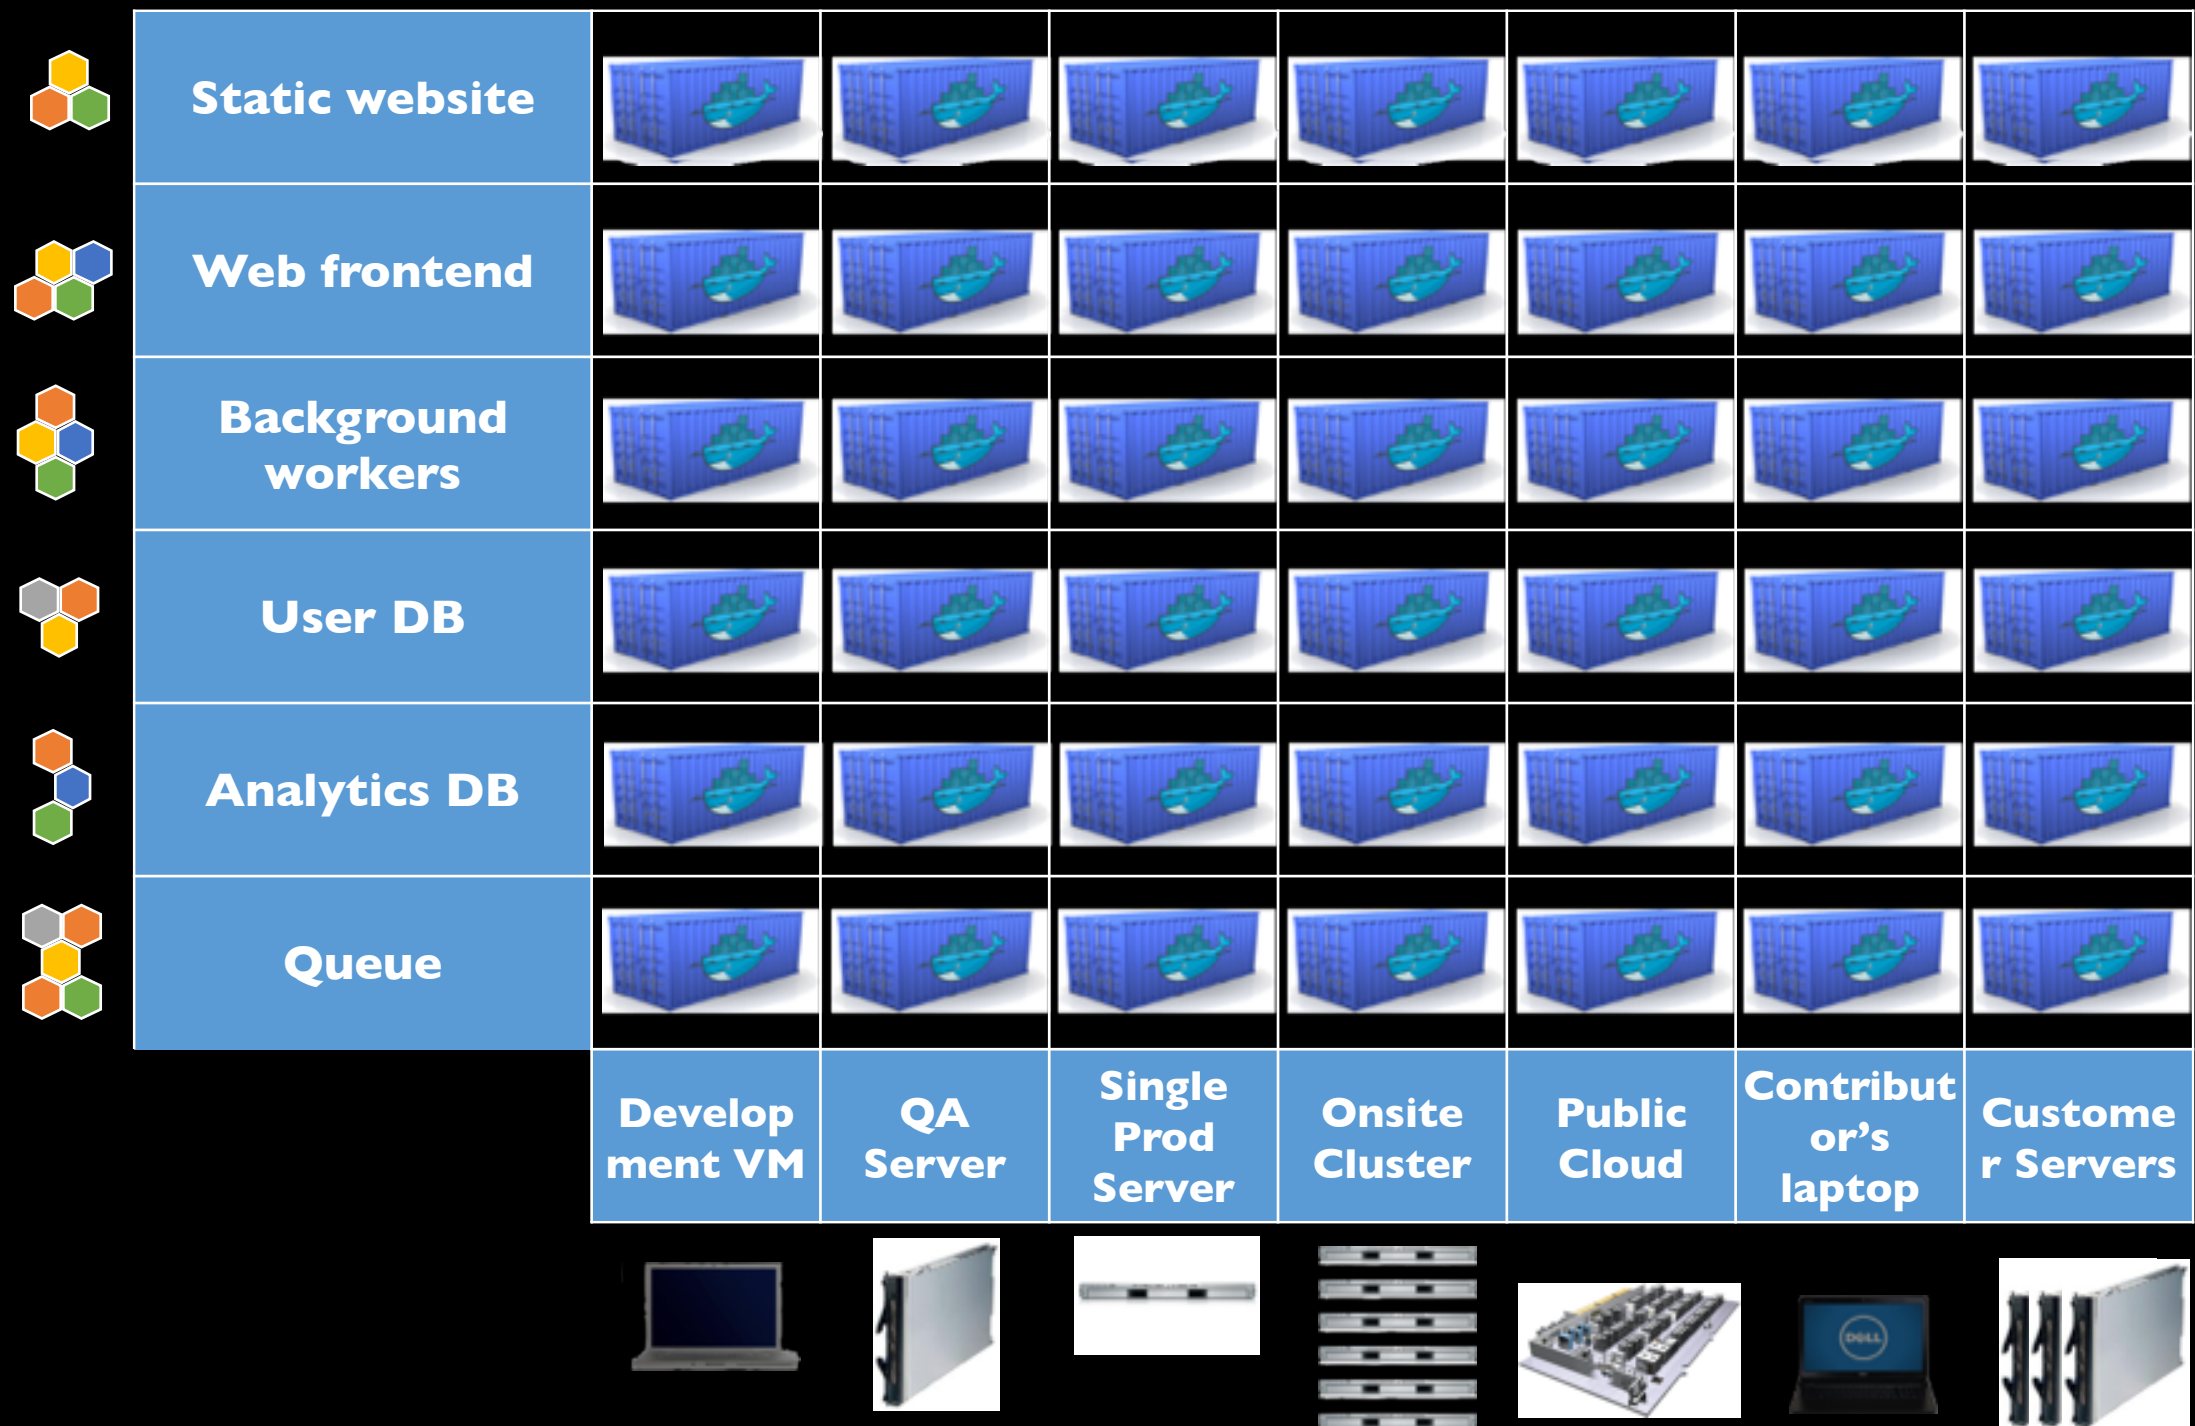 Static website
Web frontend
Background
workers
User DB
Analytics DB
Queue
Develop
ment VM
QA
Server
Single
Prod
Server
Onsite
Cluster
Public
Cloud
Contribut
or’s
laptop
Custome
r Servers
DELL